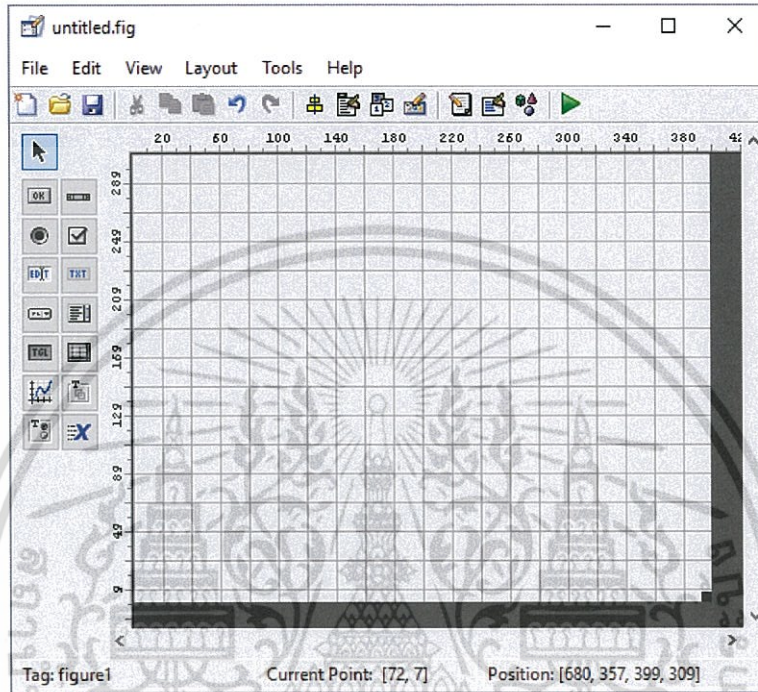 untitled.fig
File Edit View Layout Tools Help
20 60 100 140 180 220 260 300 340 380 42
289
249
209
169
129
89
49
9
OK
EDIT TXT
TGL
Tag: figure1 Current Point: [72, 7] Position: [680, 357, 399, 309]